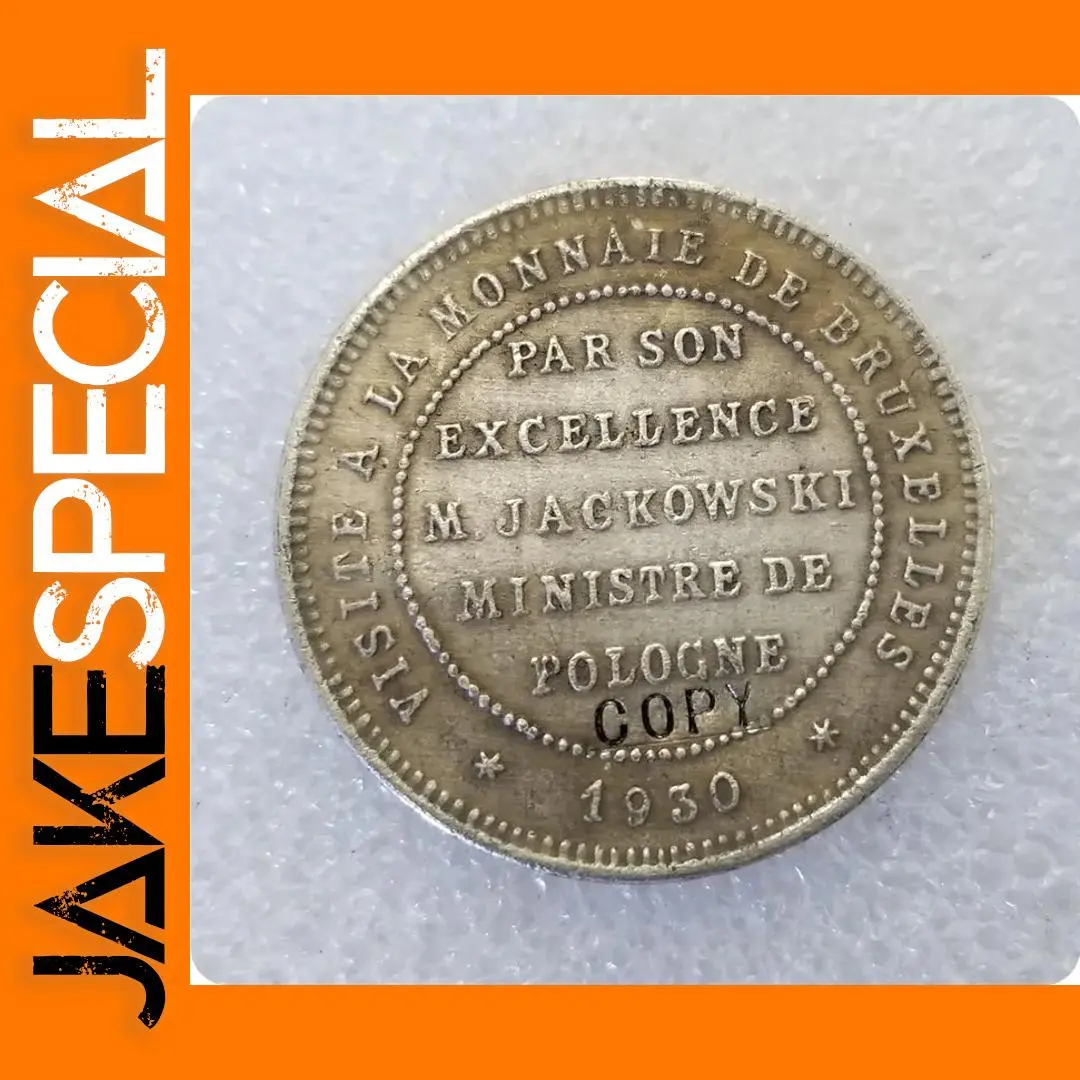 JAKESPECIAL
VISITE A LA MONNAIE DE BRUXELLES
PAR SON
EXCELLENCE
M. JACKOWSKI
MINISTRE DE
POLOGNE
COPY
* 1930 *